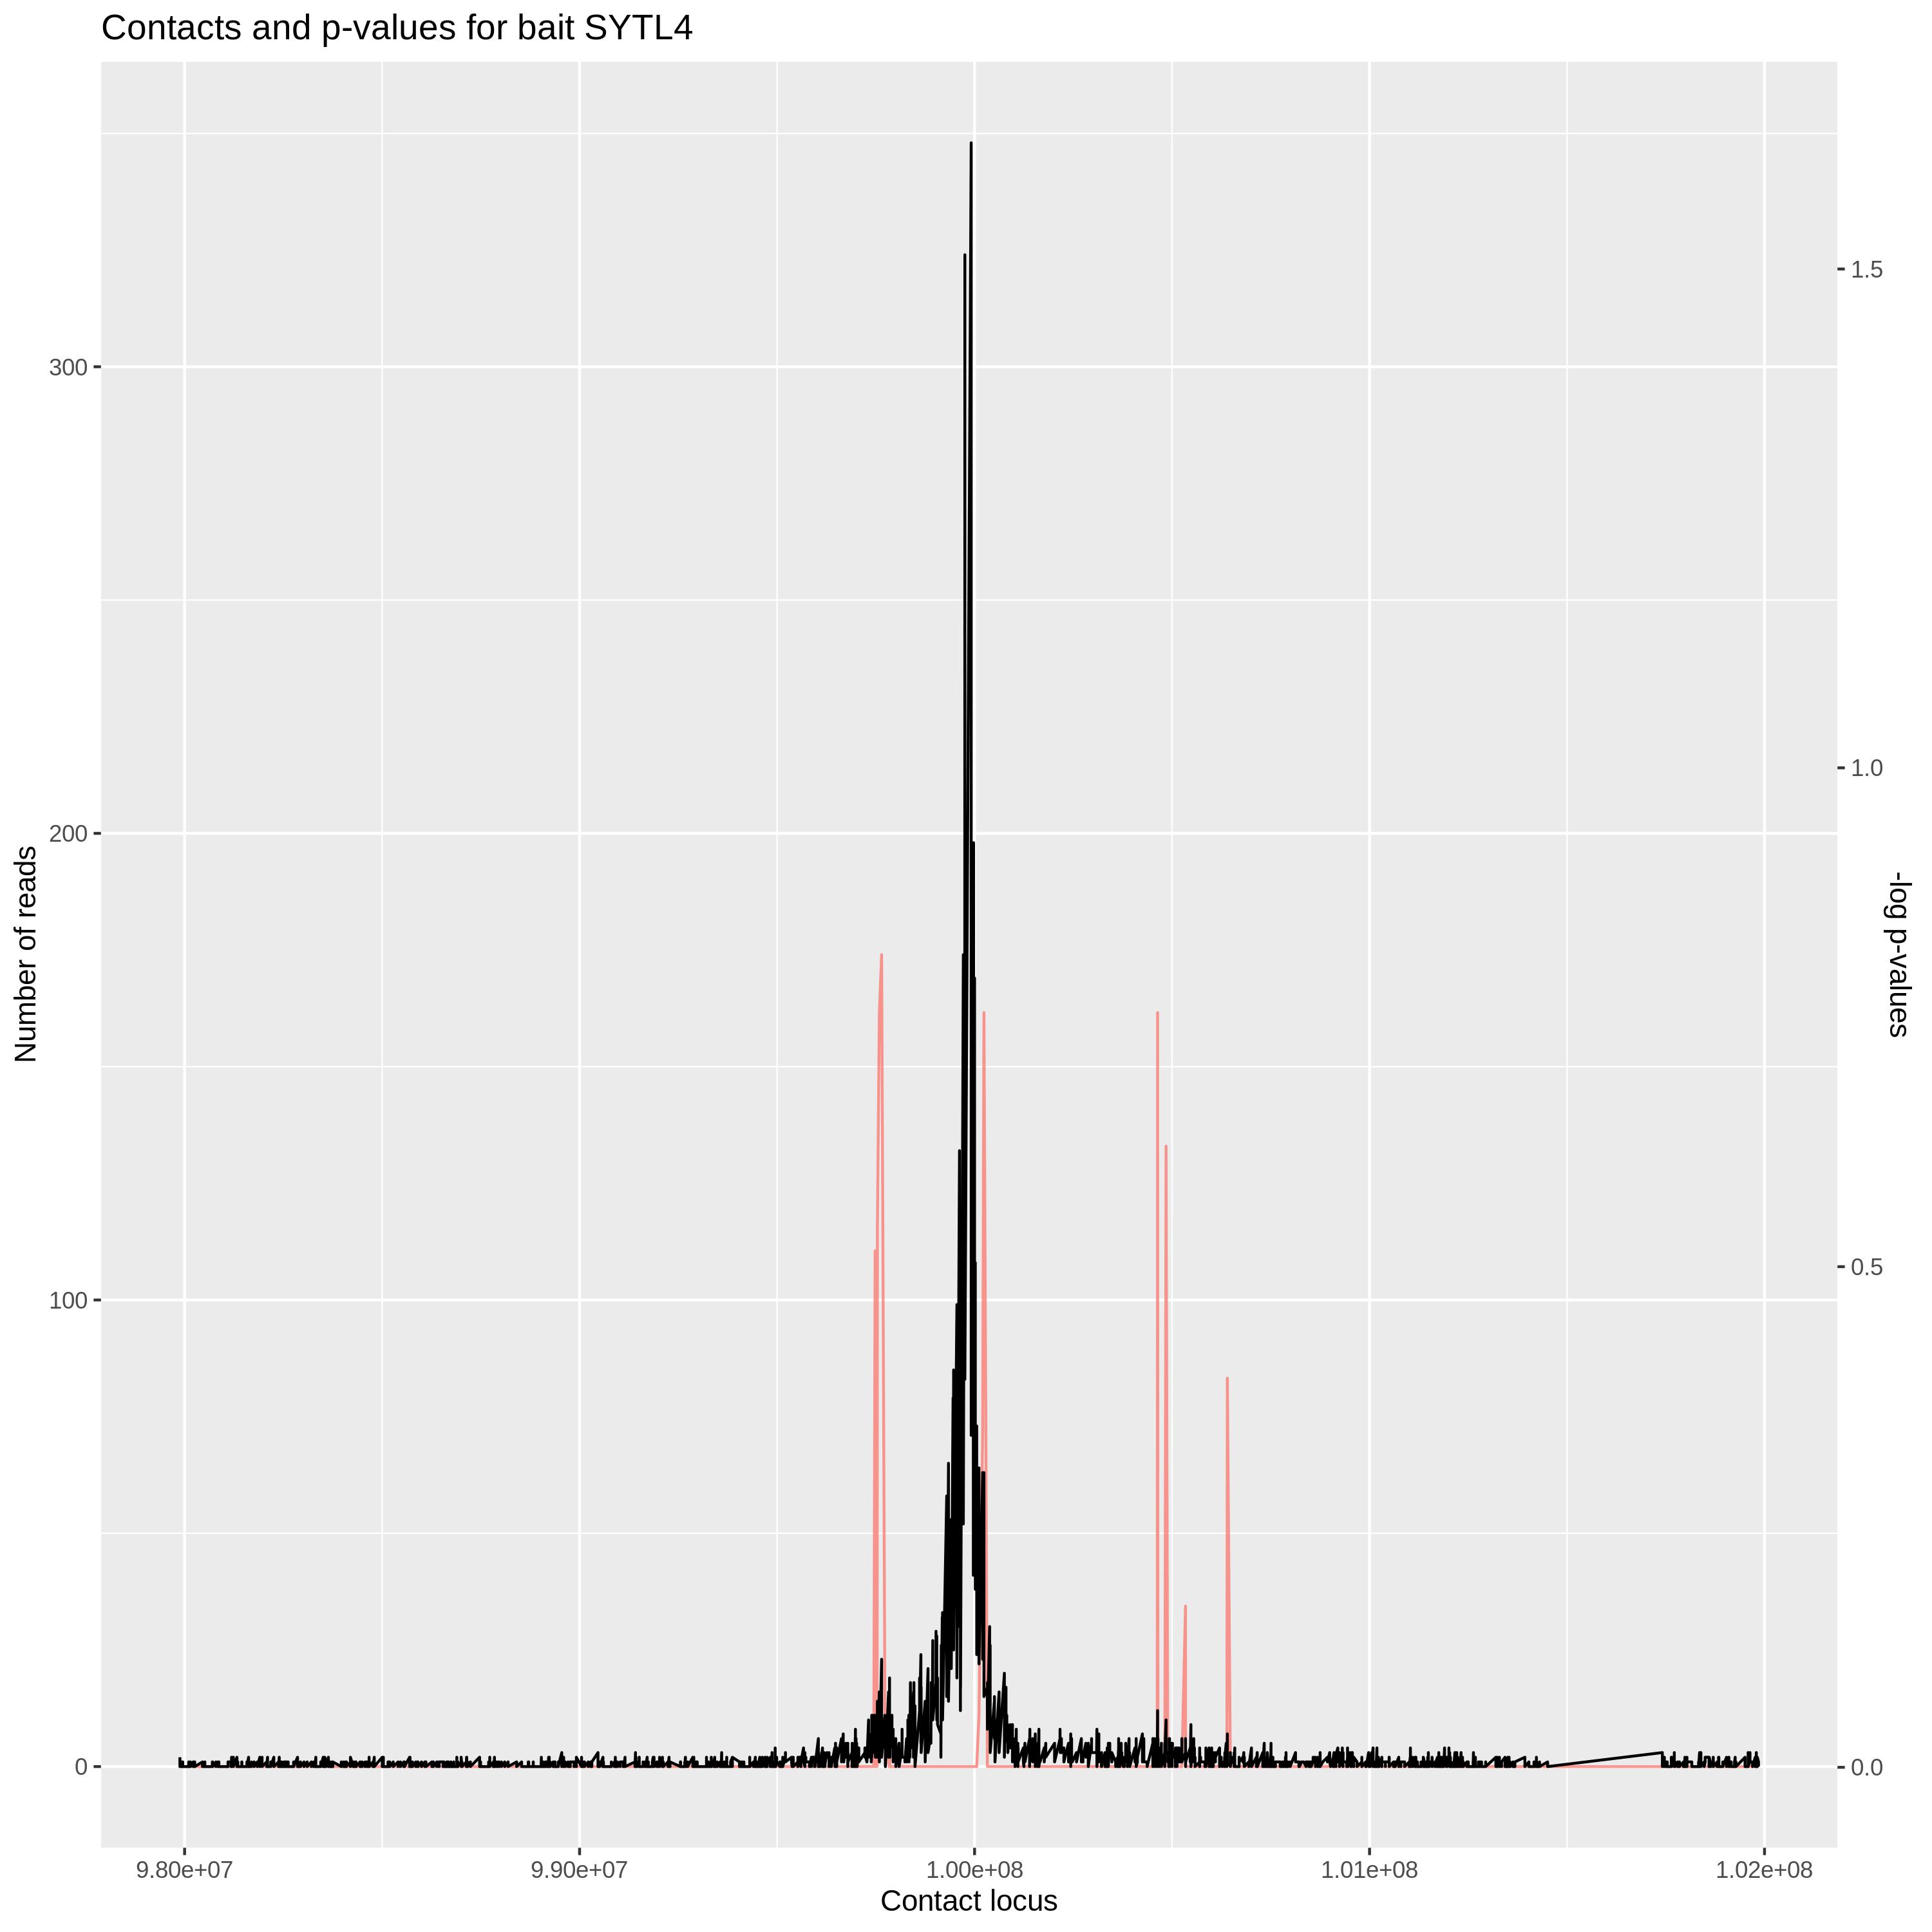 Contacts and p-values for bait SYTL4
Number of reads
300
200
100
0
1.5
1.0
0.5
0.0
-log p-values
9.80e+07
9.90e+07
1.00e+08
1.01e+08
1.02e+08
Contact locus